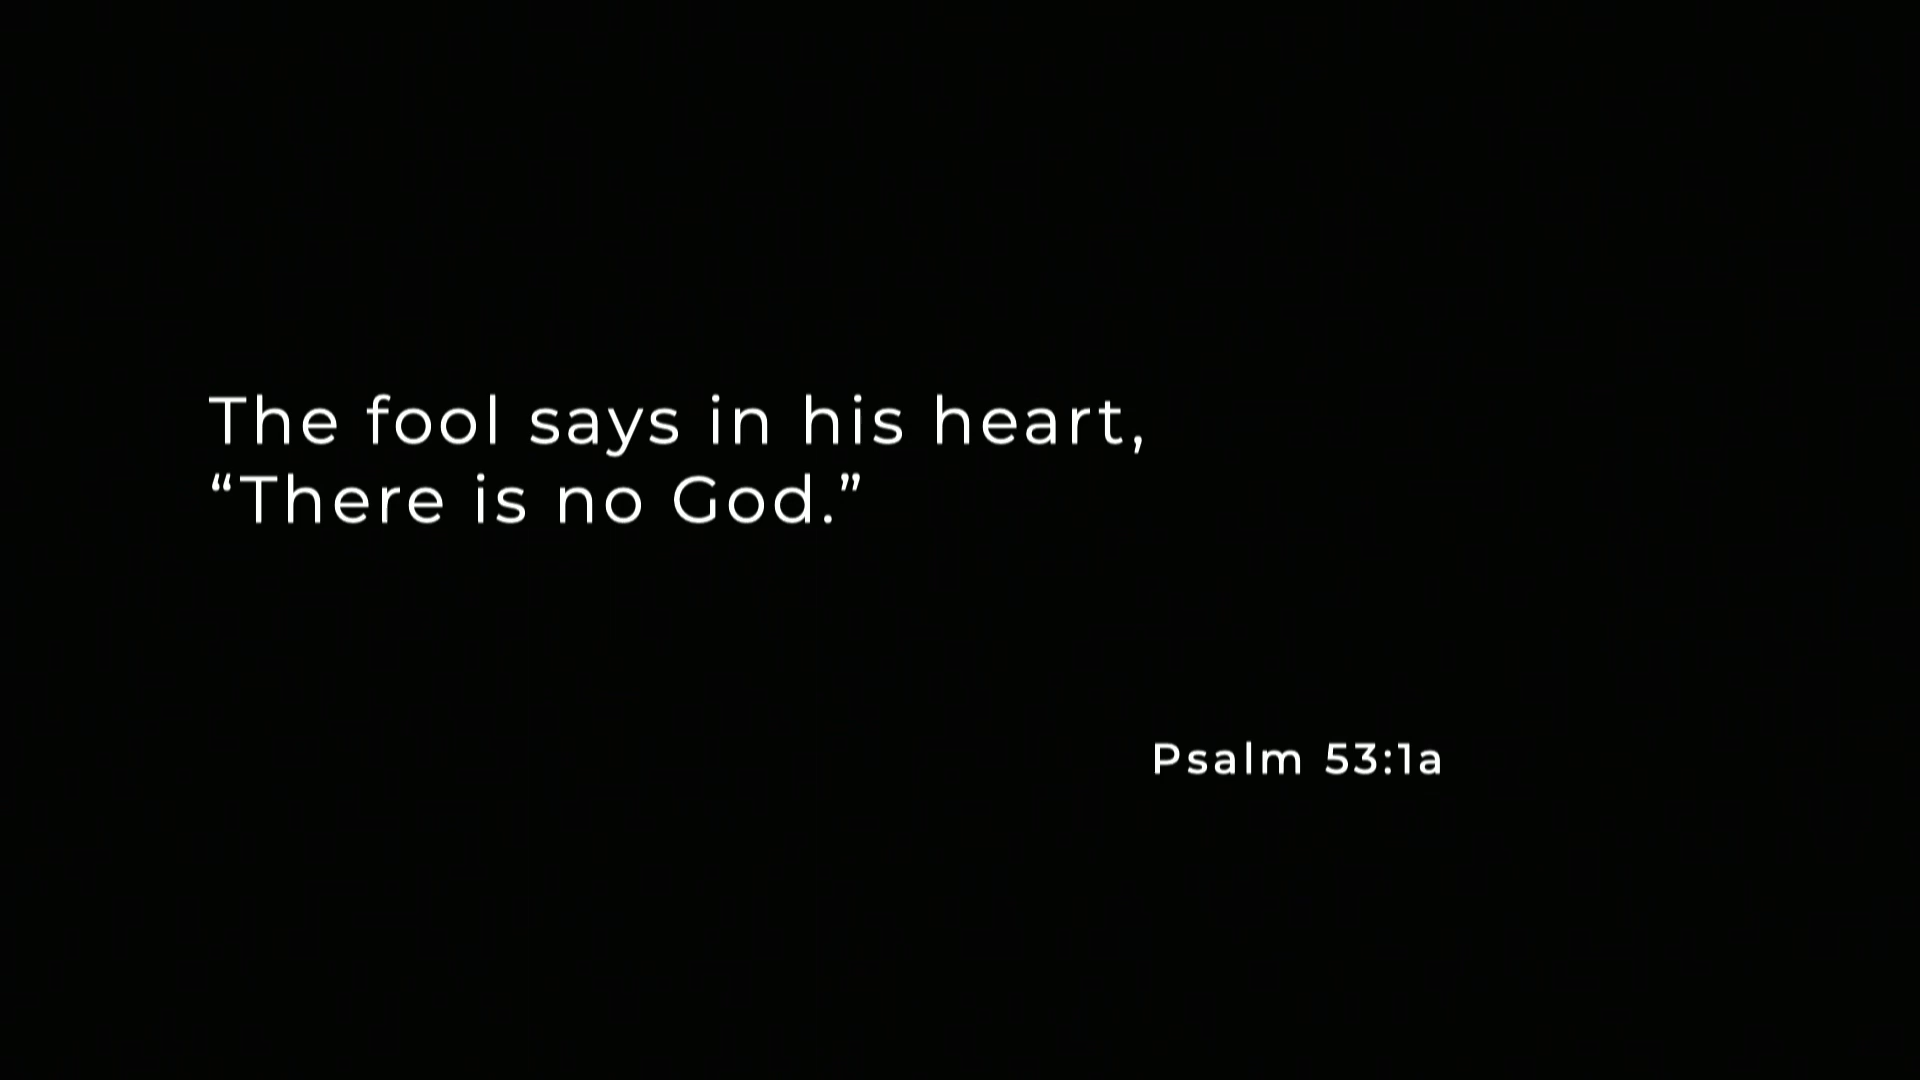 The fool says in his heart,
“There is no God.”
Psalm 53:1a